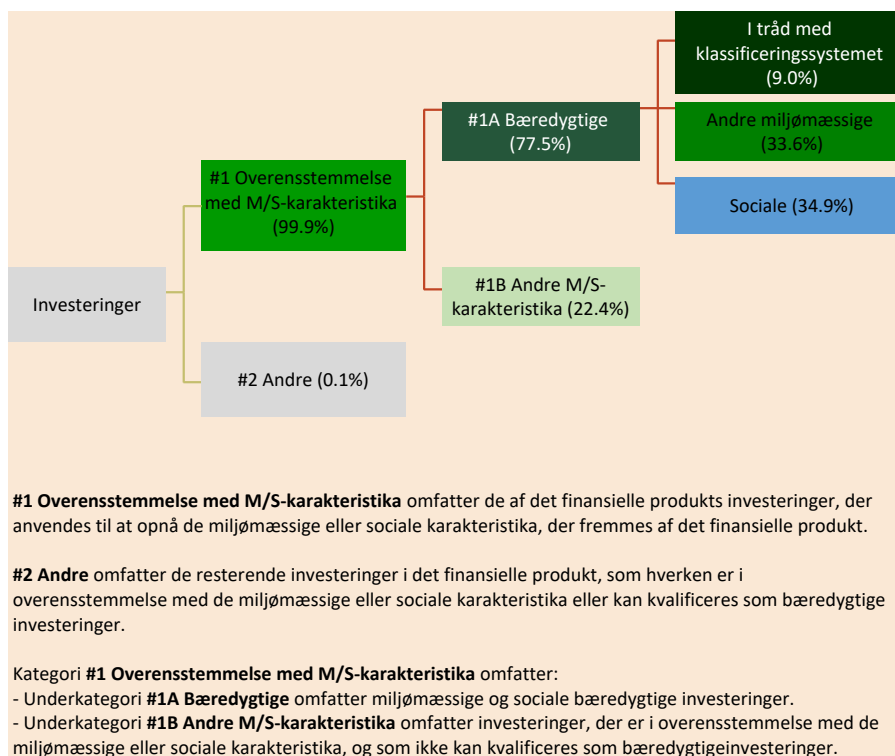 I tråd med
klassificeringssystemet
(9.0%)
#1A Bæredygtige
(77.5%)
Andre miljømæssige
(33.6%)
#1 Overensstemmelse
med M/S-karakteristika
(99.9%)
Sociale (34.9%)
Investeringer
#1B Andre M/S-
karakteristika (22.4%)
#2 Andre (0.1%)
#1 Overensstemmelse med M/S-karakteristika omfatter de af det finansielle produkts investeringer, der
anvendes til at opnå de miljømæssige eller sociale karakteristika, der fremmes af det finansielle produkt.
#2 Andre omfatter de resterende investeringer i det finansielle produkt, som hverken er i
overensstemmelse med de miljømæssige eller sociale karakteristika eller kan kvalificeres som bæredygtige
investeringer.
Kategori #1 Overensstemmelse med M/S-karakteristika omfatter:
- Underkategori #1A Bæredygtige omfatter miljømæssige og sociale bæredygtige investeringer.
- Underkategori #1B Andre M/S-karakteristika omfatter investeringer, der er i overensstemmelse med de
miljømæssige eller sociale karakteristika, og som ikke kan kvalificeres som bæredygtigeinvesteringer.